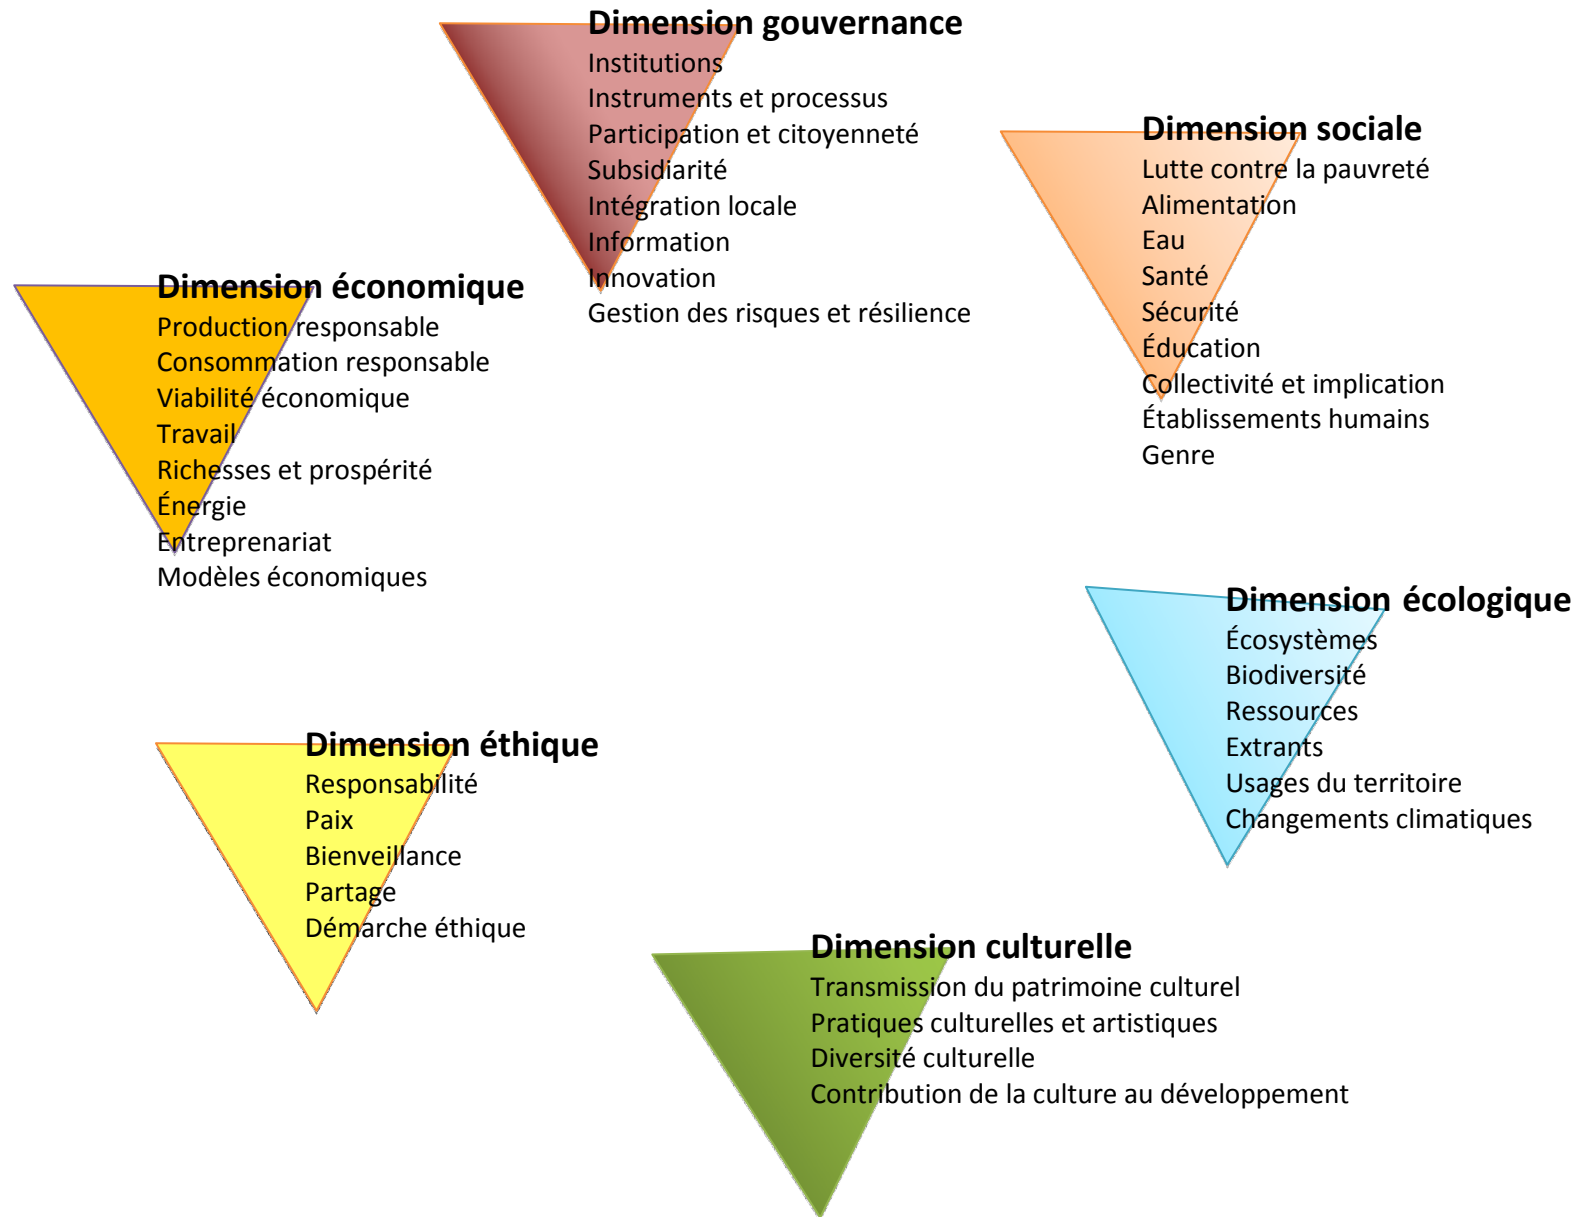 Dimension gouvernance
Institutions
Instruments et processus
Participation et citoyenneté
Subsidiarité
Intégration locale
Information
Innovation
Gestion des risques et résilience
Dimension sociale
Lutte contre la pauvreté
Alimentation
Eau
Santé
Sécurité
Éducation
Collectivité et implication
Établissements humains
Genre
Dimension économique
Production responsable
Consommation responsable
Viabilité économique
Travail
Richesses et prospérité
Énergie
Entreprenariat
Modèles économiques
Dimension écologique
Écosystèmes
Biodiversité
Ressources
Extrants
Usages du territoire
Changements climatiques
Dimension éthique
Responsabilité
Paix
Bienveillance
Partage
Démarche éthique
Dimension culturelle
Transmission du patrimoine culturel
Pratiques culturelles et artistiques
Diversité culturelle
Contribution de la culture au développement